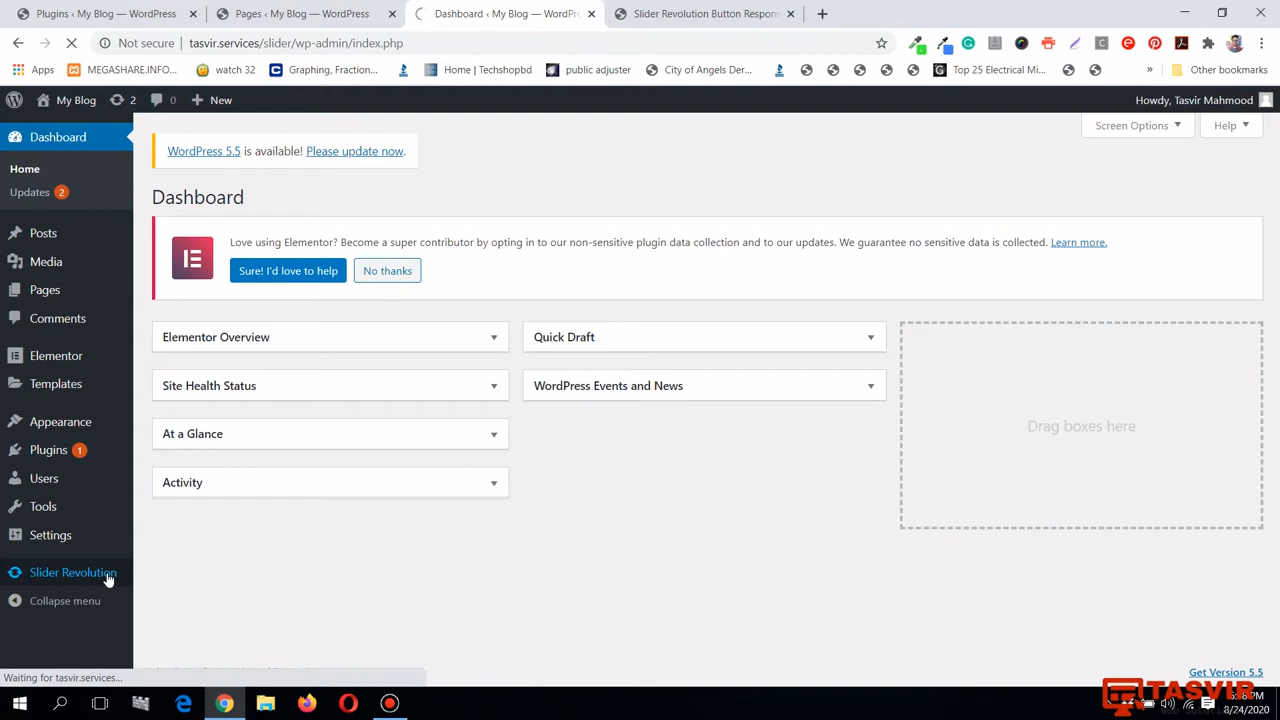 Plugins ‹ My Blog — WordPress
Pages ‹ My Blog — WordPress
Dashboard ‹ My Blog — WordPr
Slider Revolution Button Respon
Not secure
tasvir.services/slider/wp-admin/index.php
Apps
MEGASHARE.INFO...
watch 32
Graphing, Fraction...
Home | Techshopbd
public adjuster
City of Angels Der...
Top 25 Electrical Mi...
»
Other bookmarks
My Blog
2
0
New
Howdy, Tasvir Mahmood
Dashboard
Home
Updates 2
Posts
Media
Pages
Comments
Elementor
Templates
Appearance
Plugins 1
Users
Tools
Settings
Slider Revolution
Collapse menu
Screen Options
Help
WordPress 5.5 is available! Please update now.
Dashboard
Love using Elementor? Become a super contributor by opting in to our non-sensitive plugin data collection and to our updates. We guarantee no sensitive data is collected. Learn more.
Sure! I'd love to help
No thanks
Elementor Overview
Quick Draft
Site Health Status
WordPress Events and News
At a Glance
Activity
Drag boxes here
Waiting for tasvir.services...
Get Version 5.5
TASVIR
8/24/2020